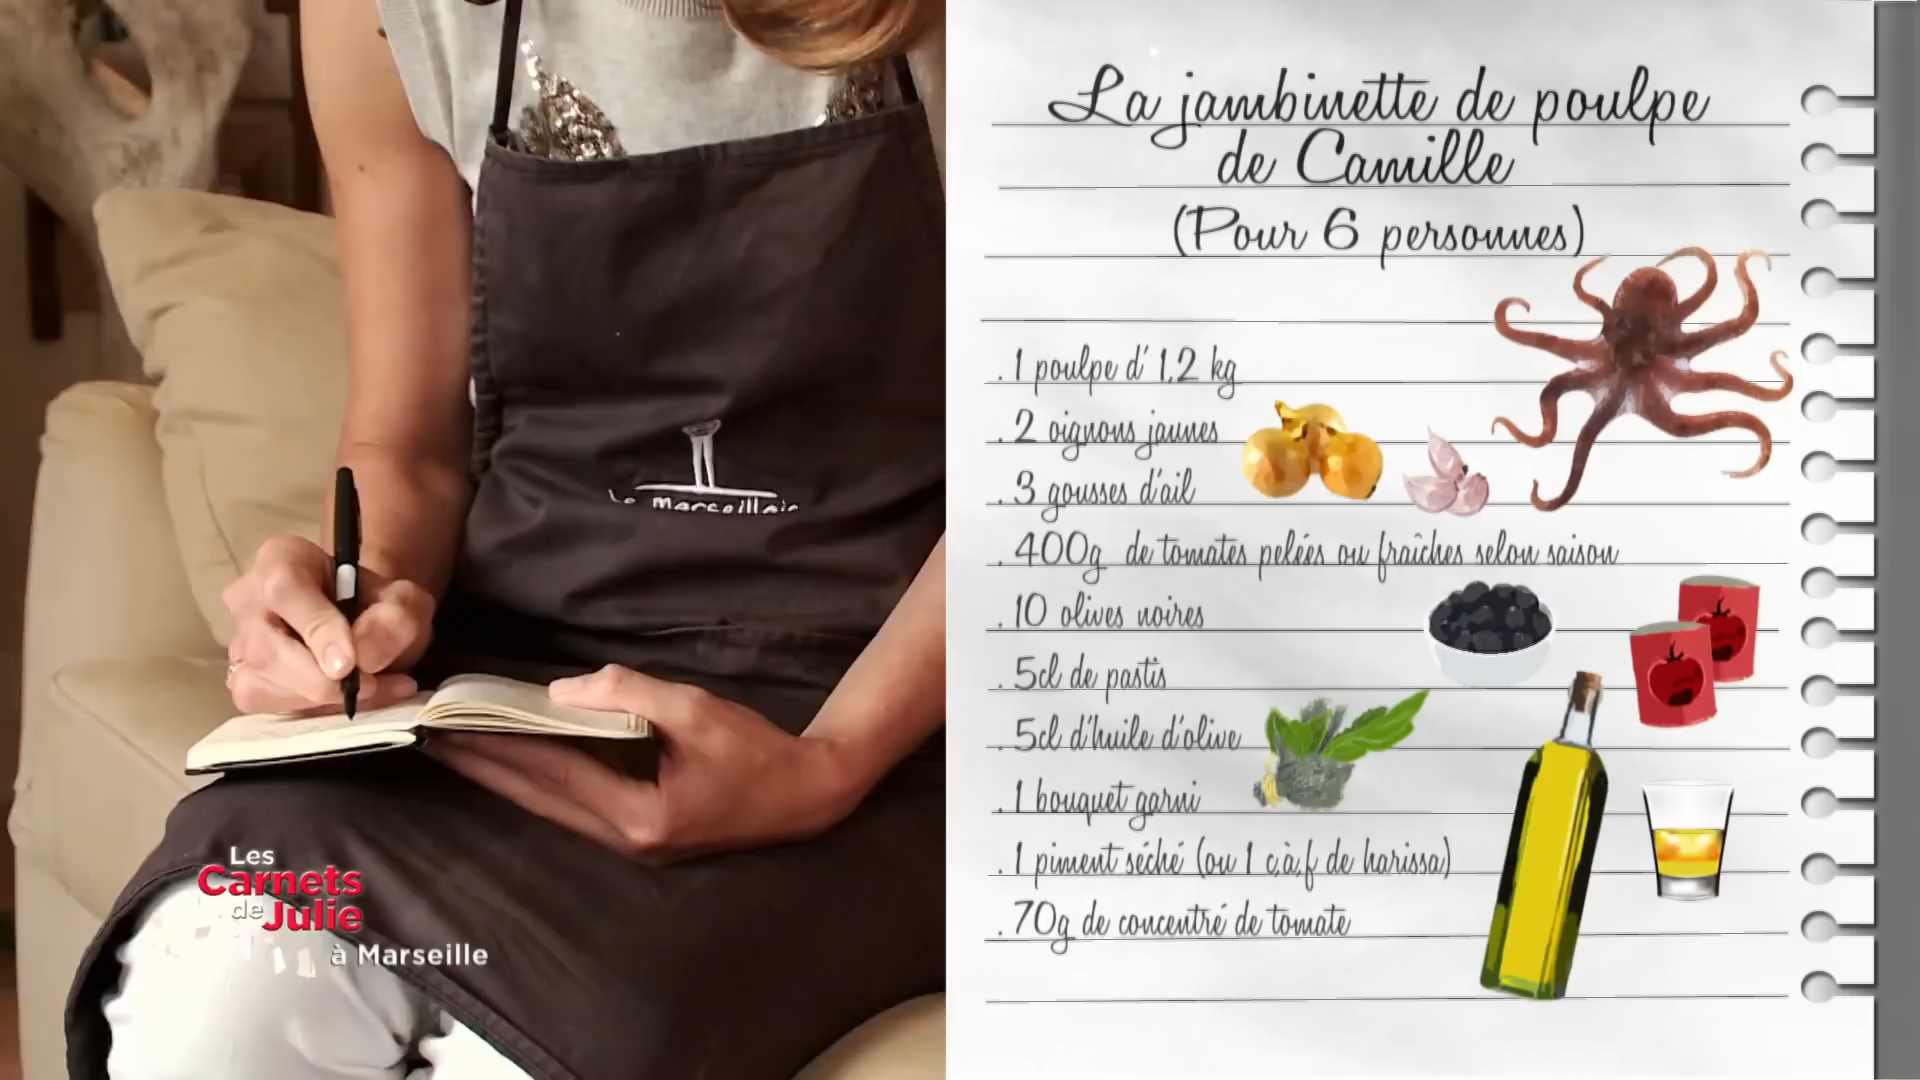 La jambinette de poulpe
de Camille
(Pour 6 personnes)
. 1 poulpe d' 1,2 kg
. 2 oignons jaunes
. 3 gousses d'ail
. 400g de tomates pelées ou fraîches selon saison
. 10 olives noires
. 5cl de pastis
. 5cl d'huile d'olive
. 1 bouquet garni
. 1 piment séché (ou 1 c,à,f de harissa)
. 70g de concentré de tomate
Le marseillais
Les
Carnets
de Julie
à Marseille